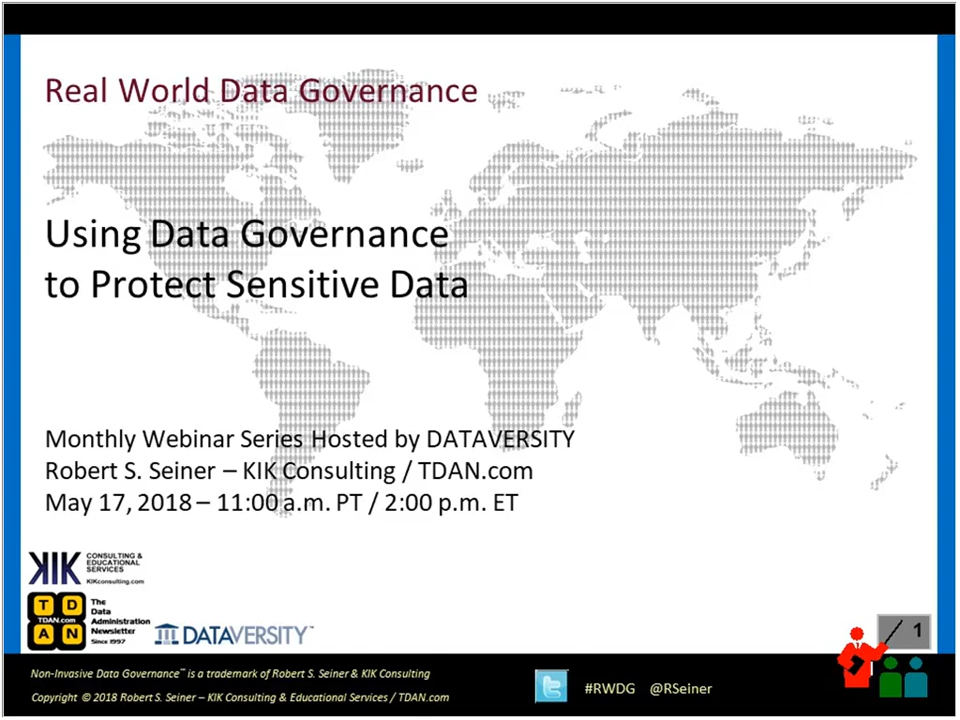 Real World Data Governance
Using Data Governance
to Protect Sensitive Data
Monthly Webinar Series Hosted by DATAVERSITY
Robert S. Seiner – KIK Consulting / TDAN.com
May 17, 2018 – 11:00 a.m. PT / 2:00 p.m. ET
KIK
CONSULTING &
EDUCATIONAL
SERVICES
KIKconsulting.com
T D
TDAN.com
A N
The
Data
Administration
Newsletter
Since 1997
DATAVERSITY™
1
Non-Invasive Data Governance™ is a trademark of Robert S. Seiner & KIK Consulting
Copyright © 2018 Robert S. Seiner – KIK Consulting & Educational Services / TDAN.com
#RWDG @RSeiner